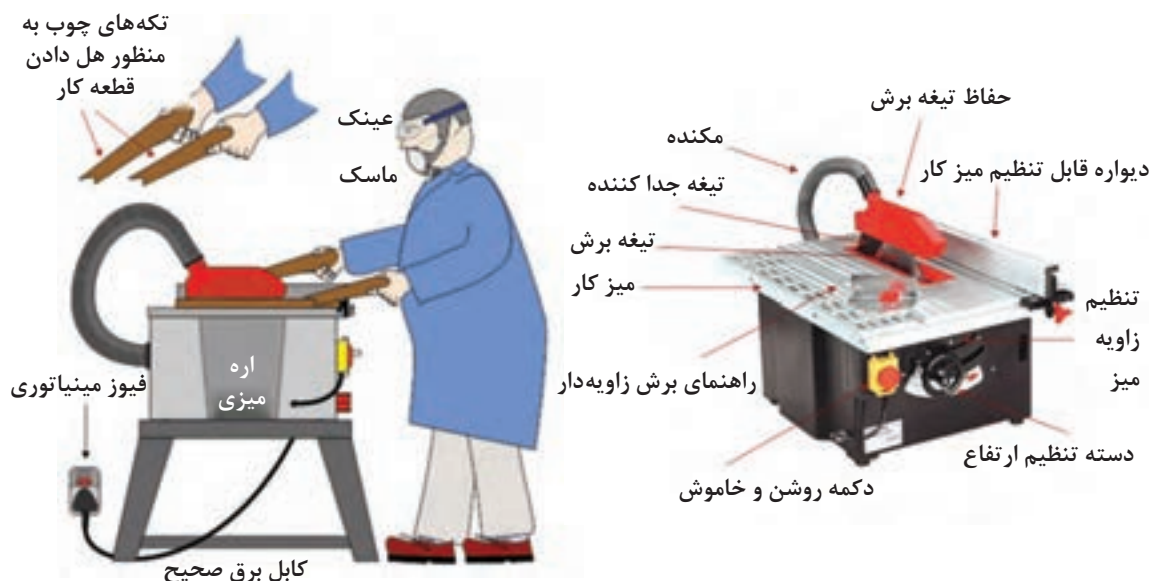 تکه‌های چوب به
منظور هل دادن
قطعه کار
عینک
ماسک
اره
میزی
فیوز مینیاتوری
کابل برق صحیح
حفاظ تیغه برش
مکنده
دیواره قابل تنظیم میز کار
تیغه جدا کننده
تیغه برش
میز کار
تنظیم
زاویه
میز
راهنمای برش زاویه‌دار
دسته تنظیم ارتفاع
دکمه روشن و خاموش